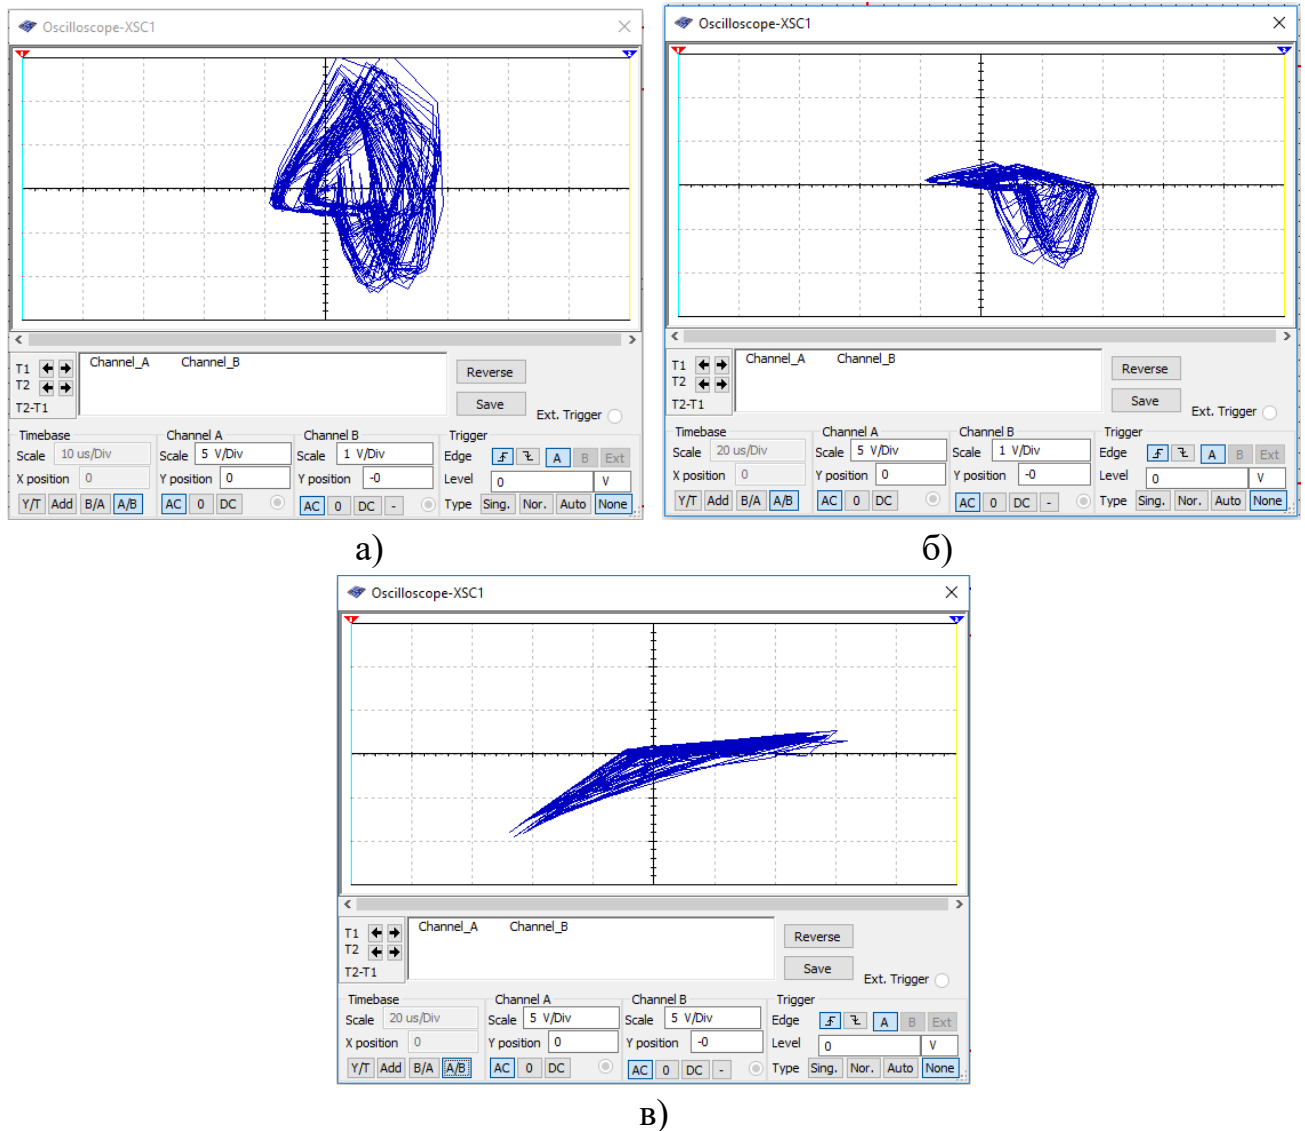 Oscilloscope-XSC1
T1
T2
T2-T1
Channel_A Channel_B
Reverse
Save
Ext. Trigger
Timebase
Scale 10 us/Div
X position 0
Y/T Add B/A A/B
Channel A
Scale 5 V/Div
Y position 0
AC 0 DC
Channel B
Scale 1 V/Div
Y position -0
AC 0 DC -
Trigger
Edge A B Ext
Level 0 V
Type Sing. Nor. Auto None
а)
Oscilloscope-XSC1
T1
T2
T2-T1
Channel_A Channel_B
Reverse
Save
Ext. Trigger
Timebase
Scale 20 us/Div
X position 0
Y/T Add B/A A/B
Channel A
Scale 5 V/Div
Y position 0
AC 0 DC
Channel B
Scale 1 V/Div
Y position -0
AC 0 DC -
Trigger
Edge A B Ext
Level 0 V
Type Sing. Nor. Auto None
б)
Oscilloscope-XSC1
T1
T2
T2-T1
Channel_A Channel_B
Reverse
Save
Ext. Trigger
Timebase
Scale 20 us/Div
X position 0
Y/T Add B/A A/B
Channel A
Scale 5 V/Div
Y position 0
AC 0 DC
Channel B
Scale 5 V/Div
Y position -0
AC 0 DC -
Trigger
Edge A B Ext
Level 0 V
Type Sing. Nor. Auto None
в)